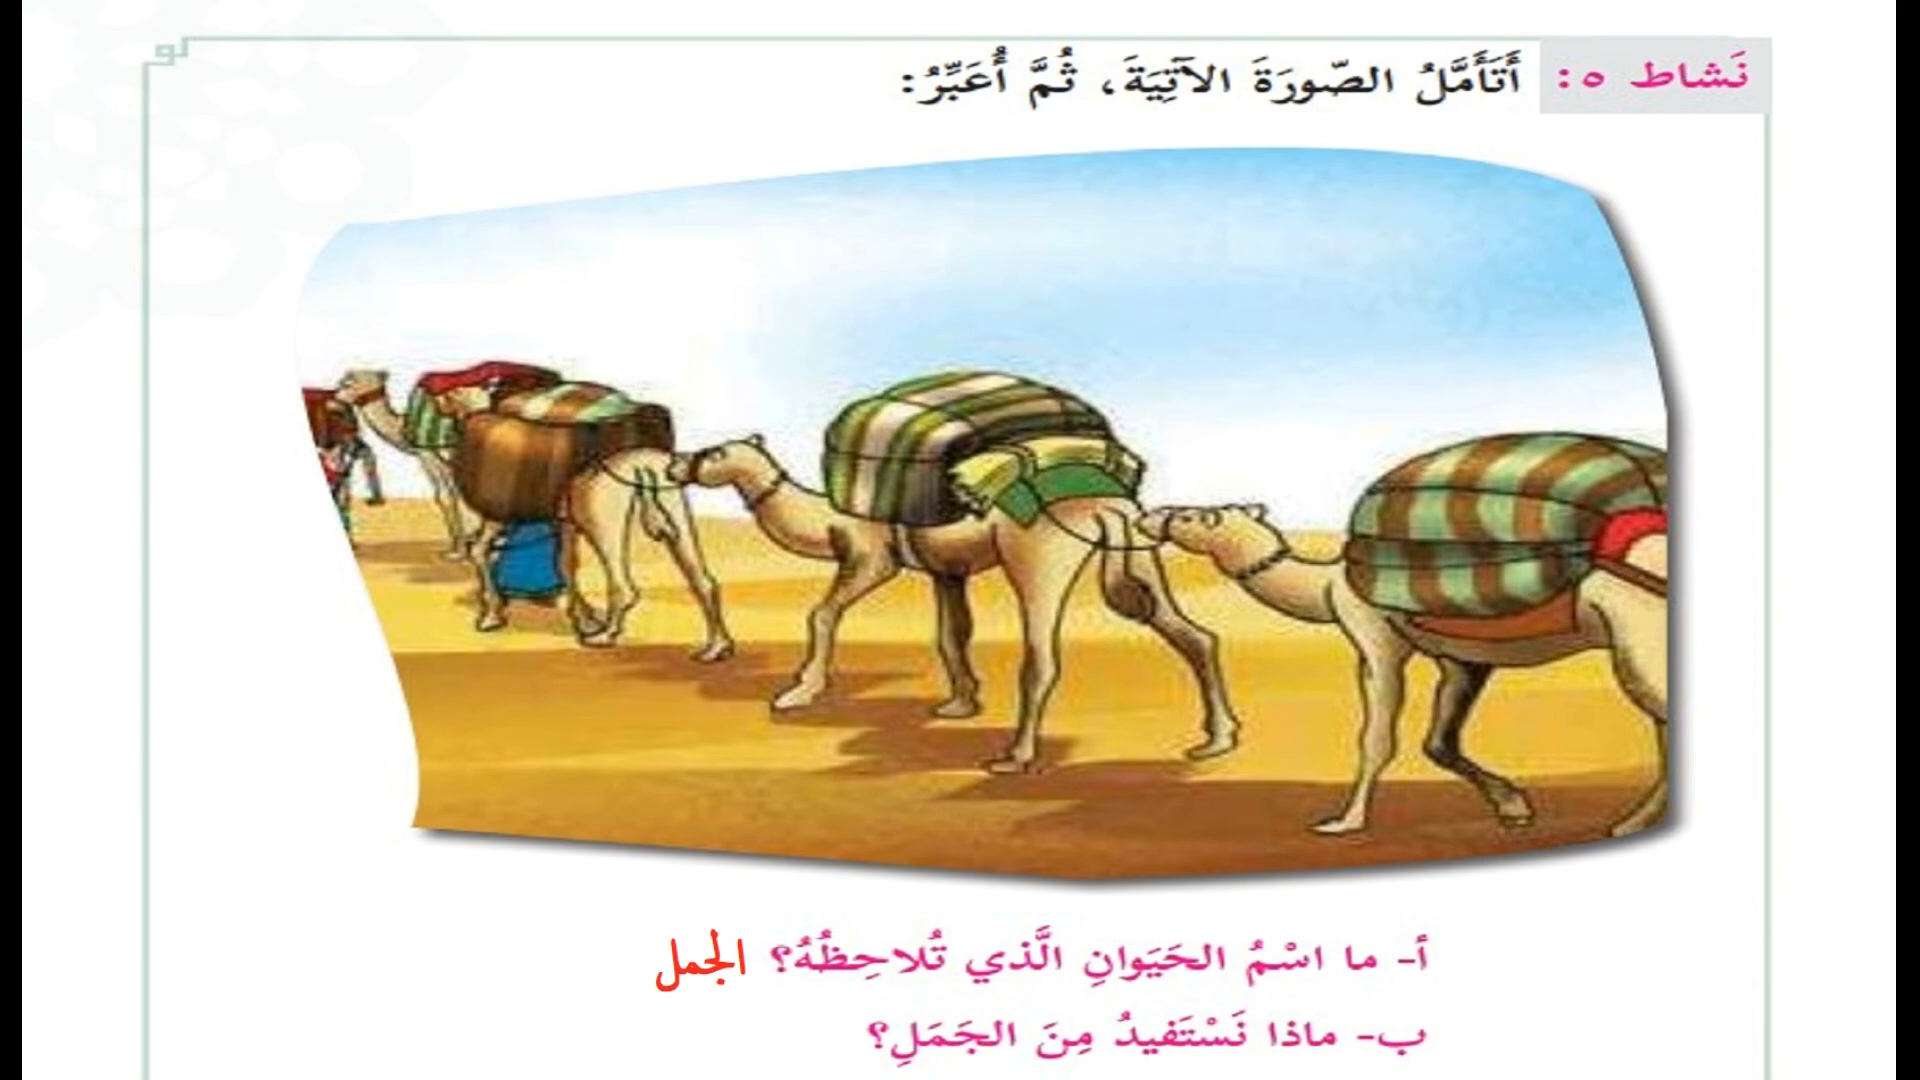 نَشاط ٥: أَتَأَمَّلُ الصّورَةَ الآتِيَةَ، ثُمَّ أُعَبِّرُ:
أ- ما اسْمُ الحَيَوانِ الَّذي تُلاحِظُهُ؟ الجمل
ب- ماذا نَسْتَفيدُ مِنَ الجَمَلِ؟